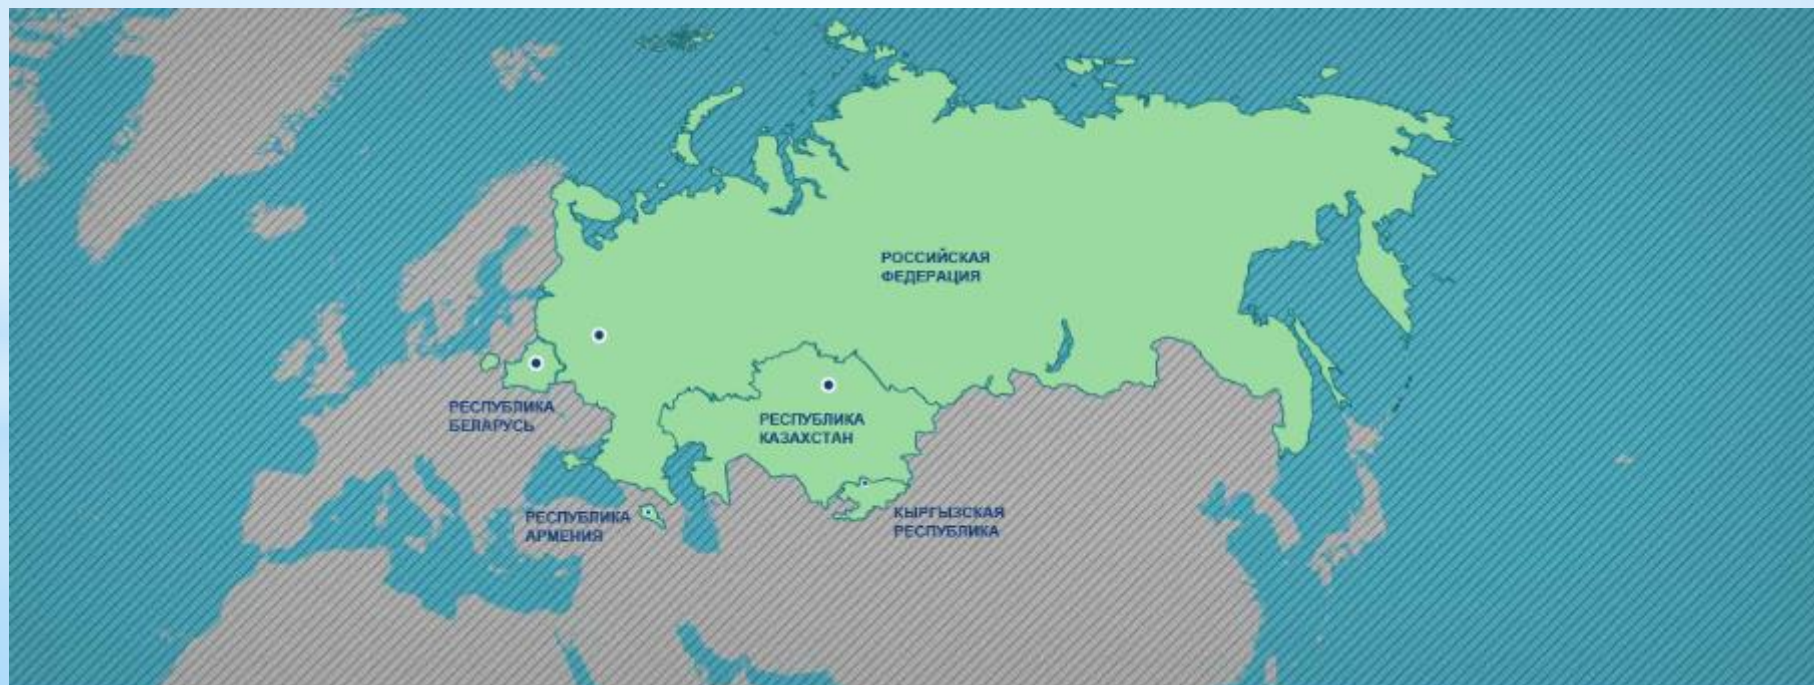 РОССИЙСКАЯ
ФЕДЕРАЦИЯ
РЕСПУБЛИКА
БЕЛАРУСЬ
РЕСПУБЛИКА
КАЗАХСТАН
РЕСПУБЛИКА
АРМЕНИЯ
КЫРГЫЗСКАЯ
РЕСПУБЛИКА